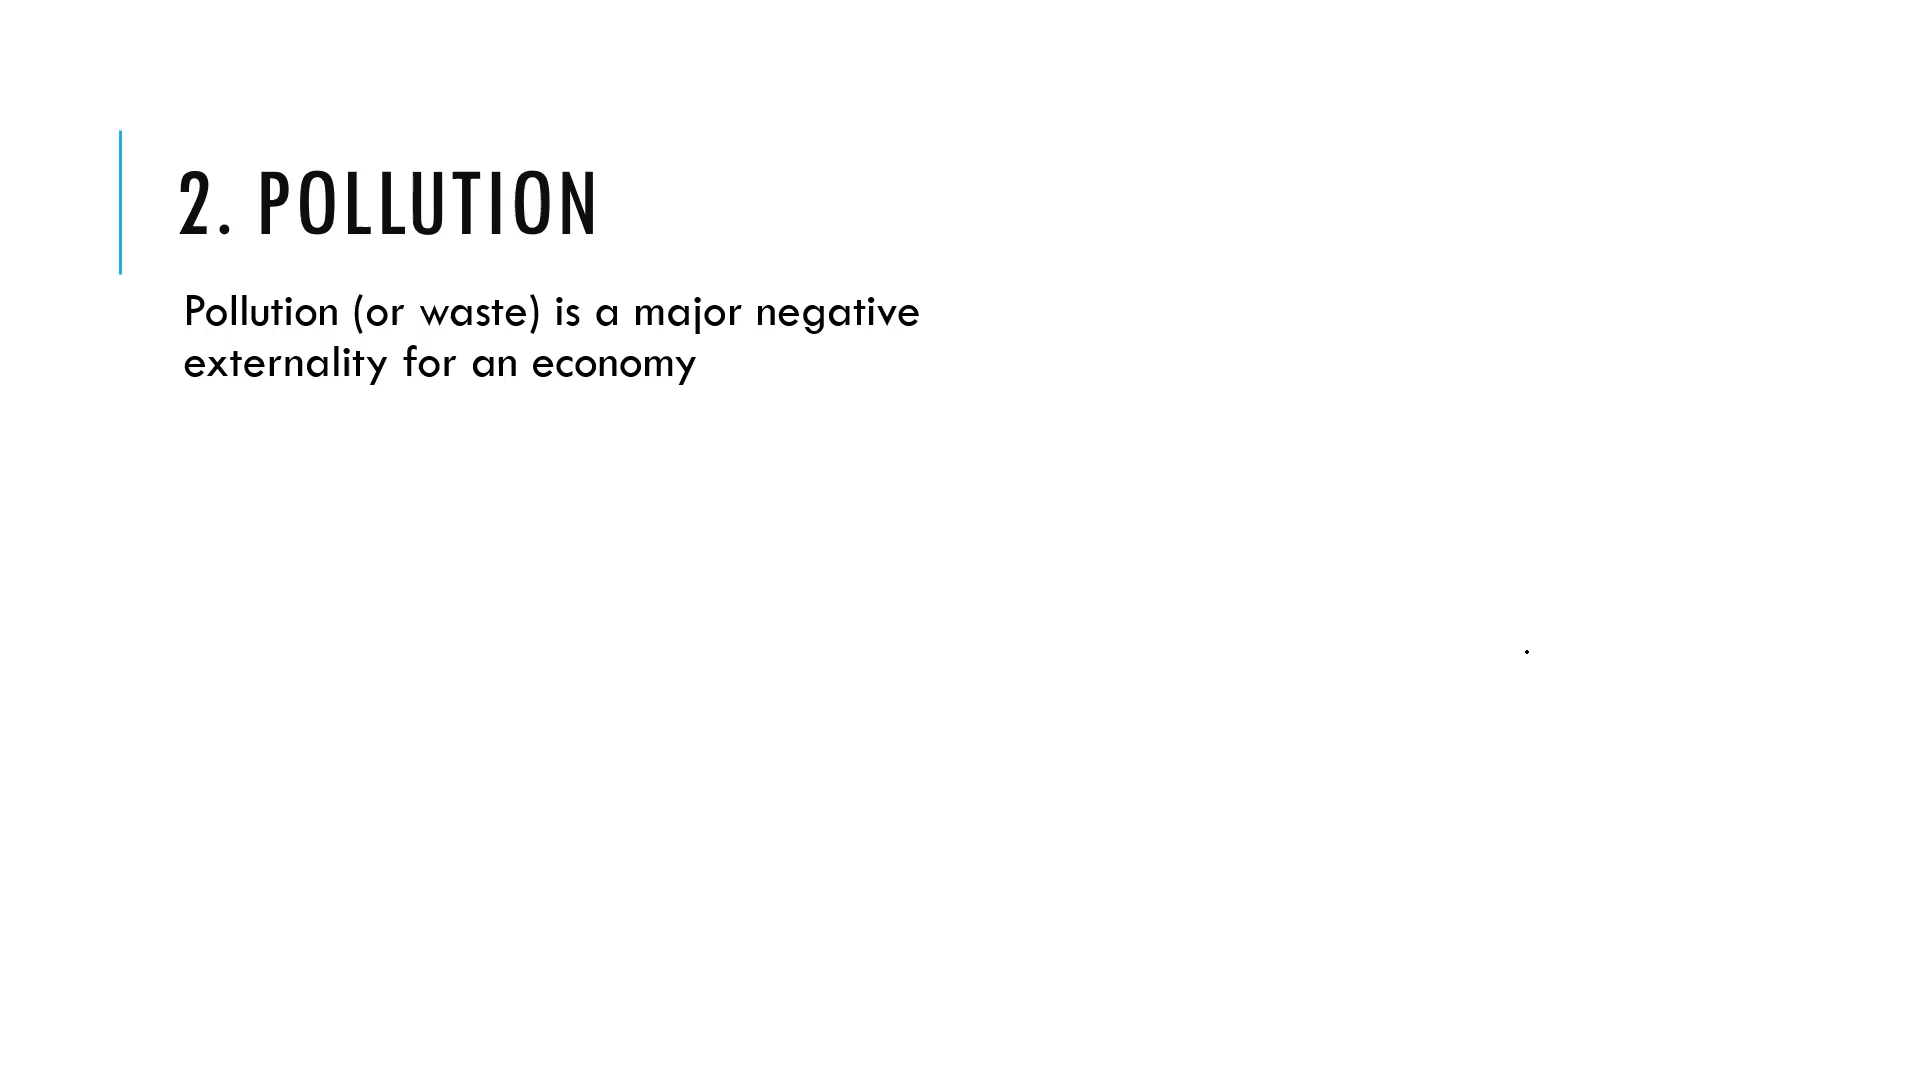 2. POLLUTION
Pollution (or waste) is a major negative
externality for an economy